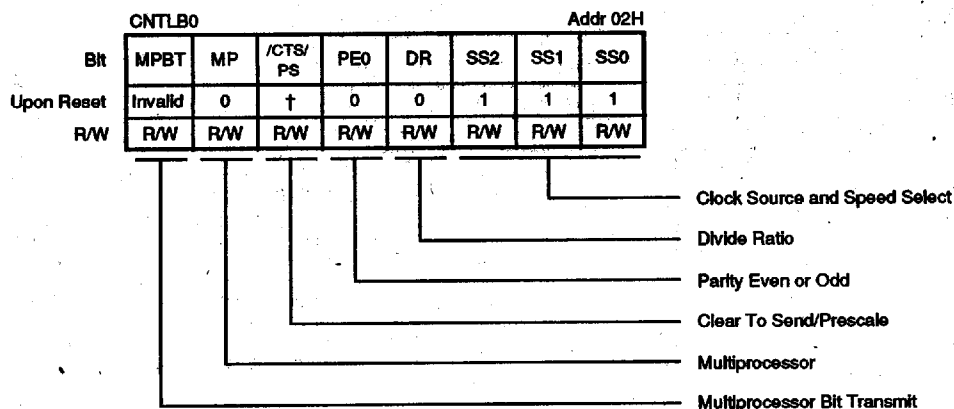 CNTLB0 Addr 02H
Bit MPBT MP /CTS/ PS PE0 DR SS2 SS1 SS0
Upon Reset Invalid 0 † 0 0 1 1 1
R/W R/W R/W R/W R/W R/W R/W R/W R/W
Clock Source and Speed Select
Divide Ratio
Parity Even or Odd
Clear To Send/Prescale
Multiprocessor
Multiprocessor Bit Transmit